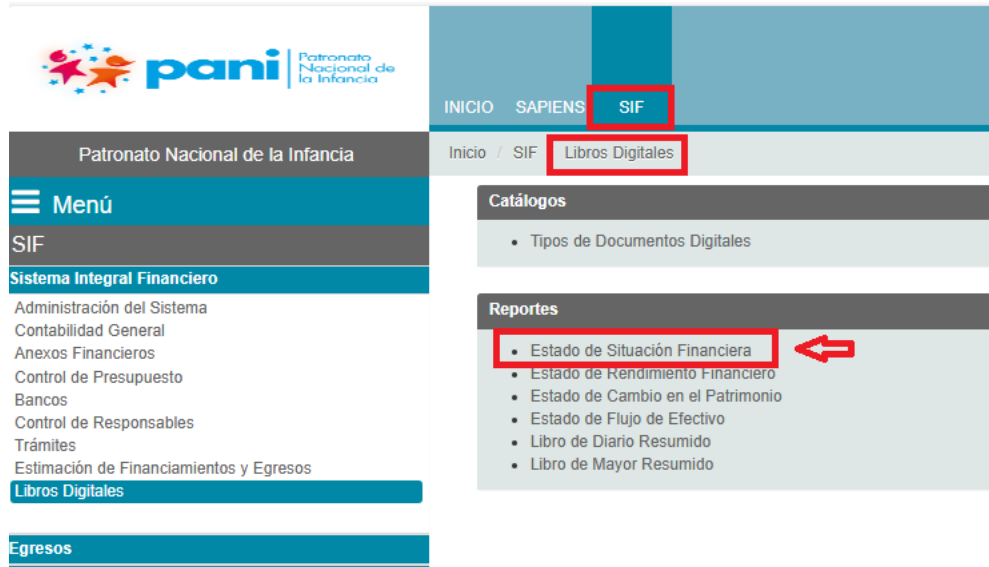 pani
Patronato
Nacional de
la Infancia
INICIO SAPIENS SIF
Patronato Nacional de la Infancia
Inicio / SIF Libros Digitales
Menú
SIF
Sistema Integral Financiero
Administración del Sistema
Contabilidad General
Anexos Financieros
Control de Presupuesto
Bancos
Control de Responsables
Trámites
Estimación de Financiamientos y Egresos
Libros Digitales
Egresos
Catálogos
• Tipos de Documentos Digitales
Reportes
• Estado de Situación Financiera
• Estado de Rendimiento Financiero
• Estado de Cambio en el Patrimonio
• Estado de Flujo de Efectivo
• Libro de Diario Resumido
• Libro de Mayor Resumido